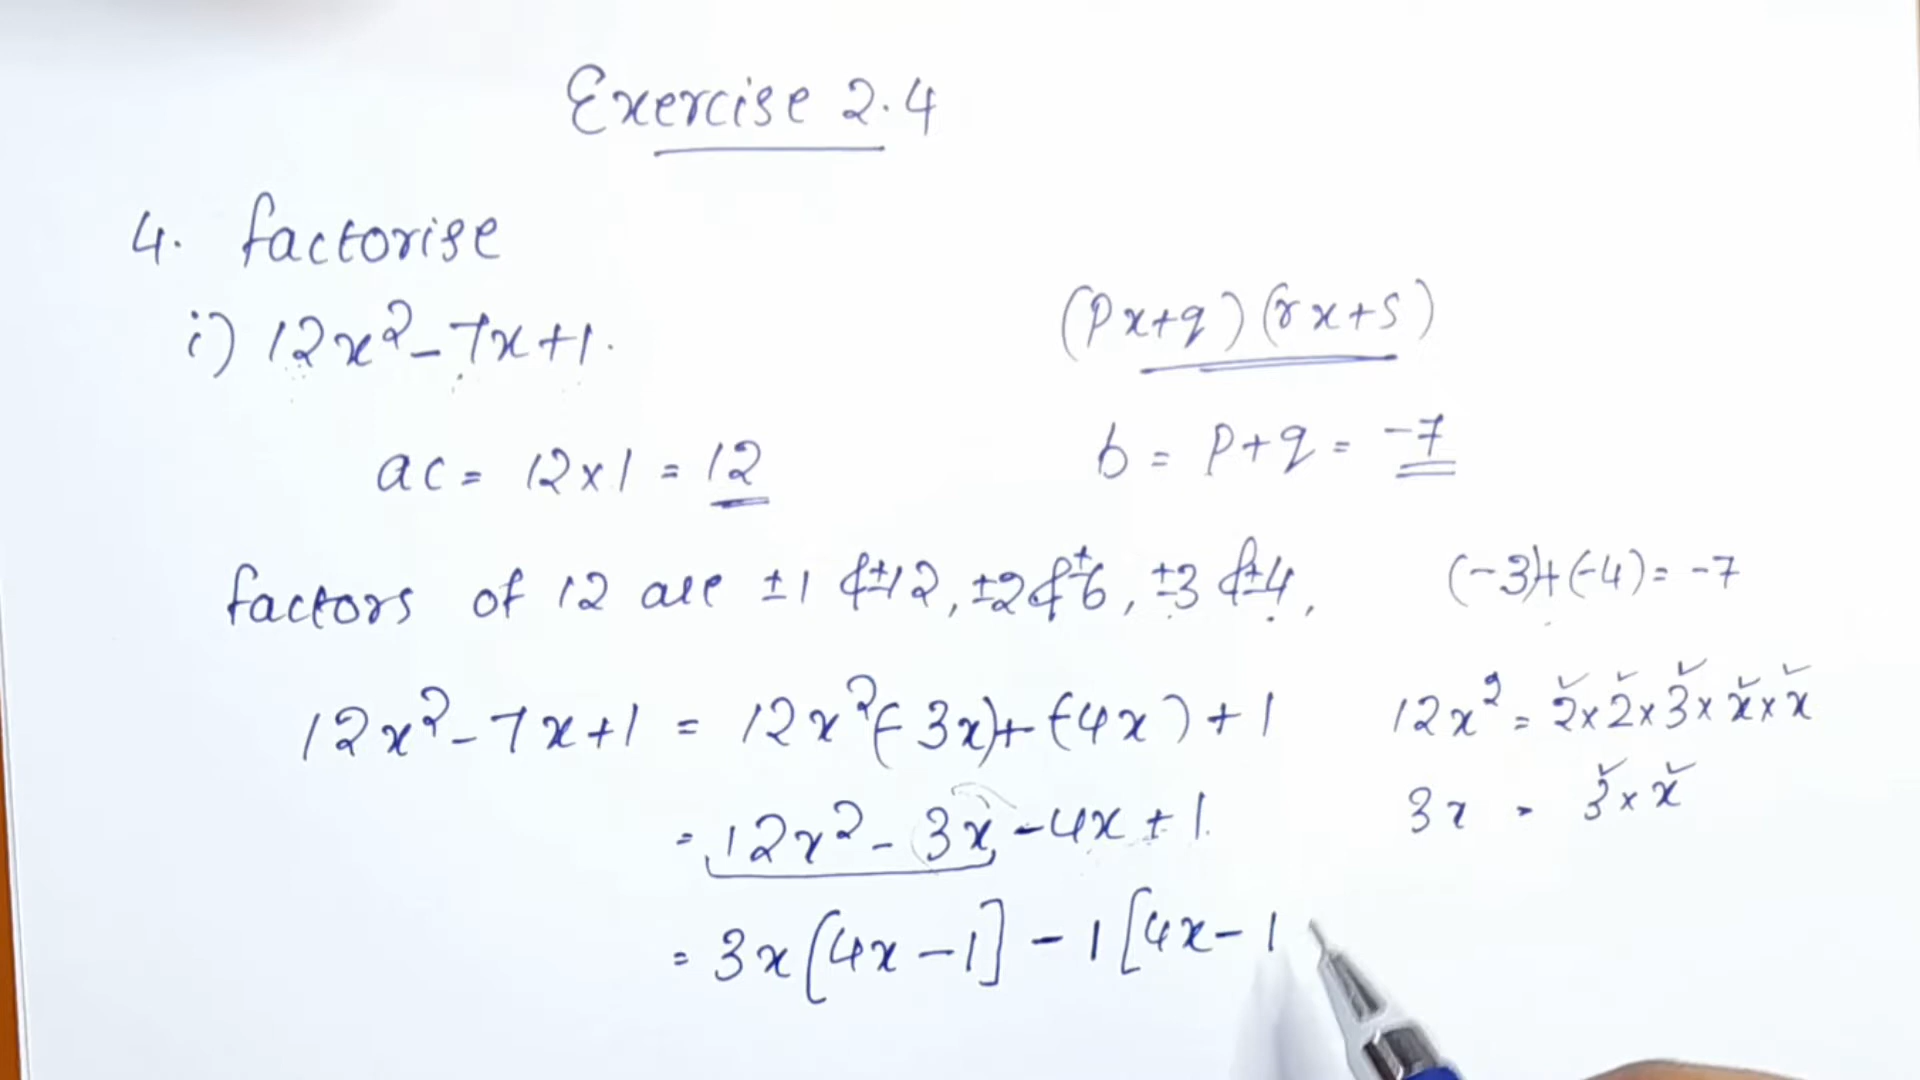 Exercise 2.4
4. factorise
i) 12x²-7x+1.
(px+q)(rx+s)
ac = 12×1 = 12
b = p+q = -7
factors of 12 are ±1 &±12, ±2&±6, ±3 &±4,
(-3)+(-4)= -7
12x²-7x+1 = 12x²(-3x)+(-4x)+1
12x² = 2×2×3×x×x
= 12x²-3x-4x+1.
3x = 3×x
= 3x[4x-1]-1[4x-1